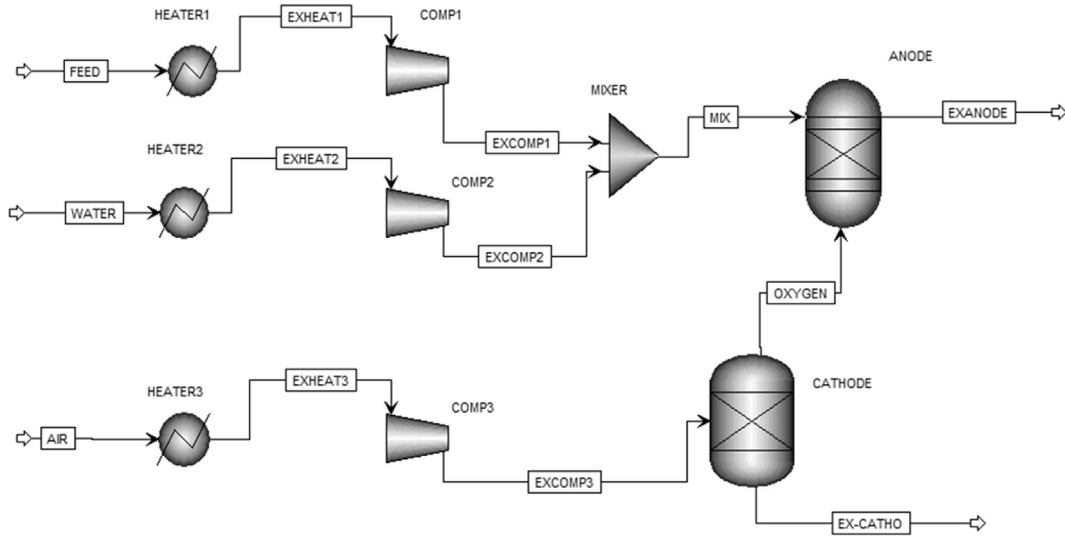 HEATER1
EXHEAT1
COMP1
FEED
ANODE
MIXER
MIX
EXANODE
EXCOMP1
HEATER2
EXHEAT2
COMP2
WATER
EXCOMP2
OXYGEN
HEATER3
EXHEAT3
COMP3
CATHODE
AIR
EXCOMP3
EX-CATHO